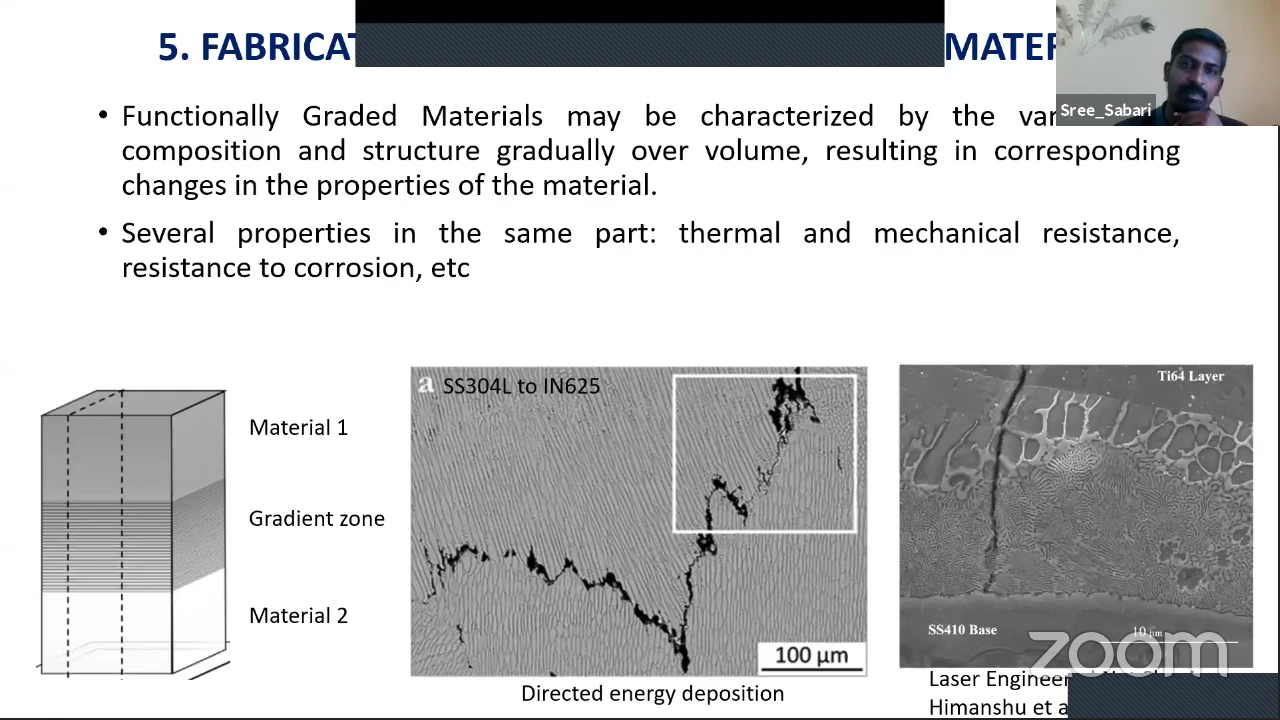 5. FABRICAT MATER
Sree_Sabari
• Functionally Graded Materials may be characterized by the var
composition and structure gradually over volume, resulting in corresponding
changes in the properties of the material.
• Several properties in the same part: thermal and mechanical resistance,
resistance to corrosion, etc
Material 1
Gradient zone
Material 2
a SS304L to IN625
100 µm
Directed energy deposition
Ti64 Layer
SS410 Base
10 µm
zoom
Laser Engineer
Himanshu et a